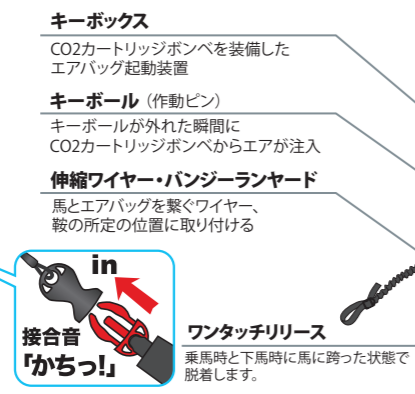 キーボックス
CO2カートリッジボンベを装備した
エアバッグ起動装置
キーボール（作動ピン）
キーボールが外れた瞬間に
CO2カートリッジボンベからエアが注入
伸縮ワイヤー・バンジーランヤード
馬とエアバッグを繋ぐワイヤー、
鞍の所定の位置に取り付ける
in
接合音
「かちっ!」
ワンタッチリリース
乗馬時と下馬時に馬に跨った状態で
脱着します。